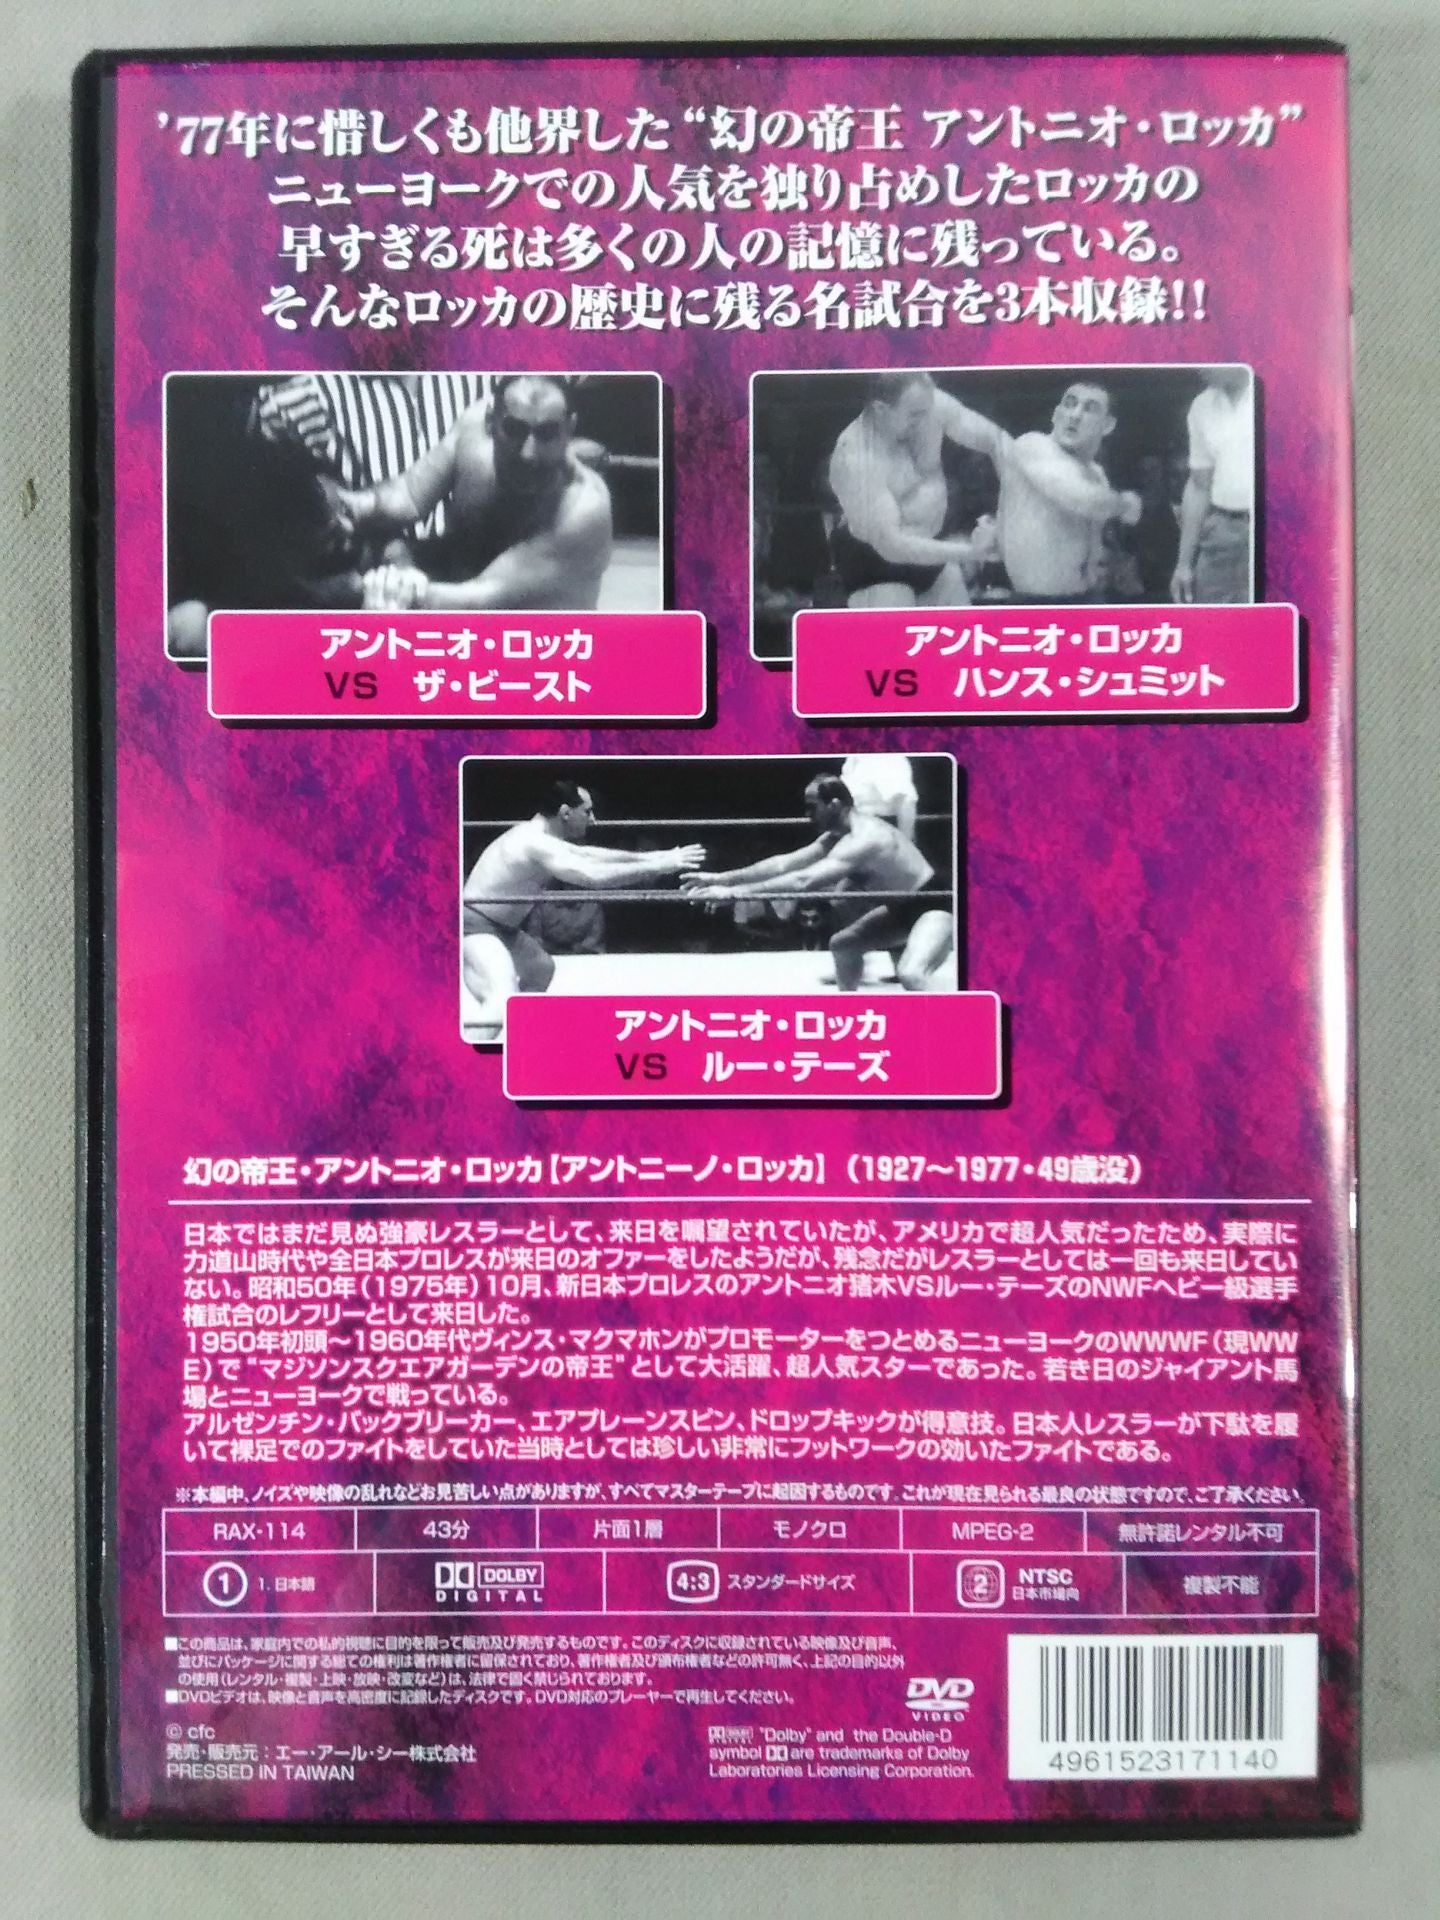 ’77年に惜しくも他界した“幻の帝王 アントニオ・ロッカ”
ニューヨークでの人気を独り占めしたロッカの
早すぎる死は多くの人の記憶に残っている。
そんなロッカの歴史に残る名試合を3本収録!!
アントニオ・ロッカ
VS ザ・ビースト
アントニオ・ロッカ
VS ハンス・シュミット
アントニオ・ロッカ
VS ルー・テーズ
幻の帝王・アントニオ・ロッカ【アントニーノ・ロッカ】（1927～1977・49歳没）
日本ではまだ見ぬ強豪レスラーとして、来日を嘱望されていたが、アメリカで超人気だったため、実際に
力道山時代や全日本プロレスが来日のオファーをしたようだが、残念だがレスラーとしては一回も来日してい
ない。昭和50年（1975年）10月、新日本プロレスのアントニオ猪木VSルー・テーズのNWFヘビー級選手
権試合のレフリーとして来日した。
1950年初頭～1960年代ヴィンス・マクマホンがプロモーターをつとめるニューヨークのWWWF（現WW
E）で“マジソンスクエアガーデンの帝王”として大活躍、超人気スターであった。若き日のジャイアント馬
場とニューヨークで戦っている。
アルゼンチン・バックブリーカー、エアプレーンスピン、ドロップキックが得意技。日本人レスラーが下駄を履
いて裸足でのファイトをしていた当時としては珍しい非常にフットワークの効いたファイトである。
※本編中、ノイズや映像の乱れなどお見苦しい点がありますが、すべてマスターテープに起因するものです。これが現在見られる最良の状態ですので、ご了承ください。
RAX-114 43分 片面1層 モノクロ MPEG-2 無許諾レンタル不可
1 1. 日本語 DOLBY DIGITAL 4:3 スタンダードサイズ 2 NTSC 日本市場向 複製不能
■この商品は、家庭内での私的視聴に目的を限って販売及び発売するものです。このディスクに収録されている映像及び音声、
並びにパッケージに関する総ての権利は著作権者に留保されており、著作権者及び頒布権者などの許可無く、上記の目的以外
の使用（レンタル・複製・上映・放映・改変など）は、法律で固く禁じられております。
■DVDビデオは、映像と音声を高密度に記録したディスクです。DVD対応のプレーヤーで再生してください。
DVD
VIDEO
© cfc
発売・販売元：エー・アール・シー株式会社
PRESSED IN TAIWAN
"Dolby" and the Double-D
symbol are trademarks of Dolby
Laboratories Licensing Corporation.
4961523171140